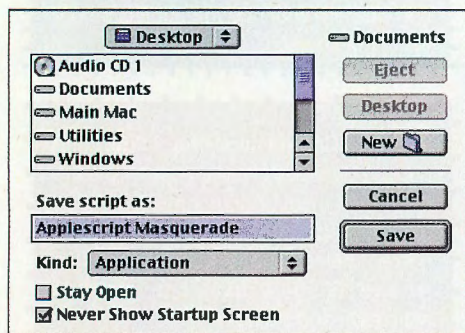 Desktop
Documents
Audio CD 1
Documents
Main Mac
Utilities
Windows
Eject
Desktop
New
Cancel
Save
Save script as:
Applescript Masquerade
Kind: Application
Stay Open
Never Show Startup Screen